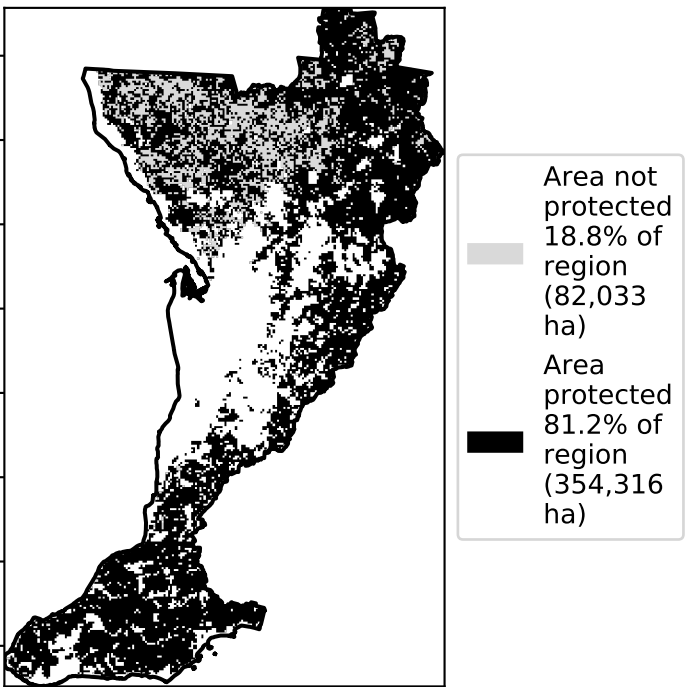 Area not
protected
18.8% of
region
(82,033
ha)
Area
protected
81.2% of
region
(354,316
ha)